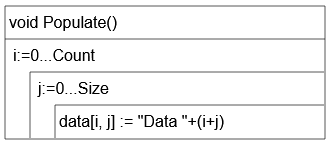 void Populate()
i:=0...Count
j:=0...Size
data[i, j] := "Data "+(i+j)